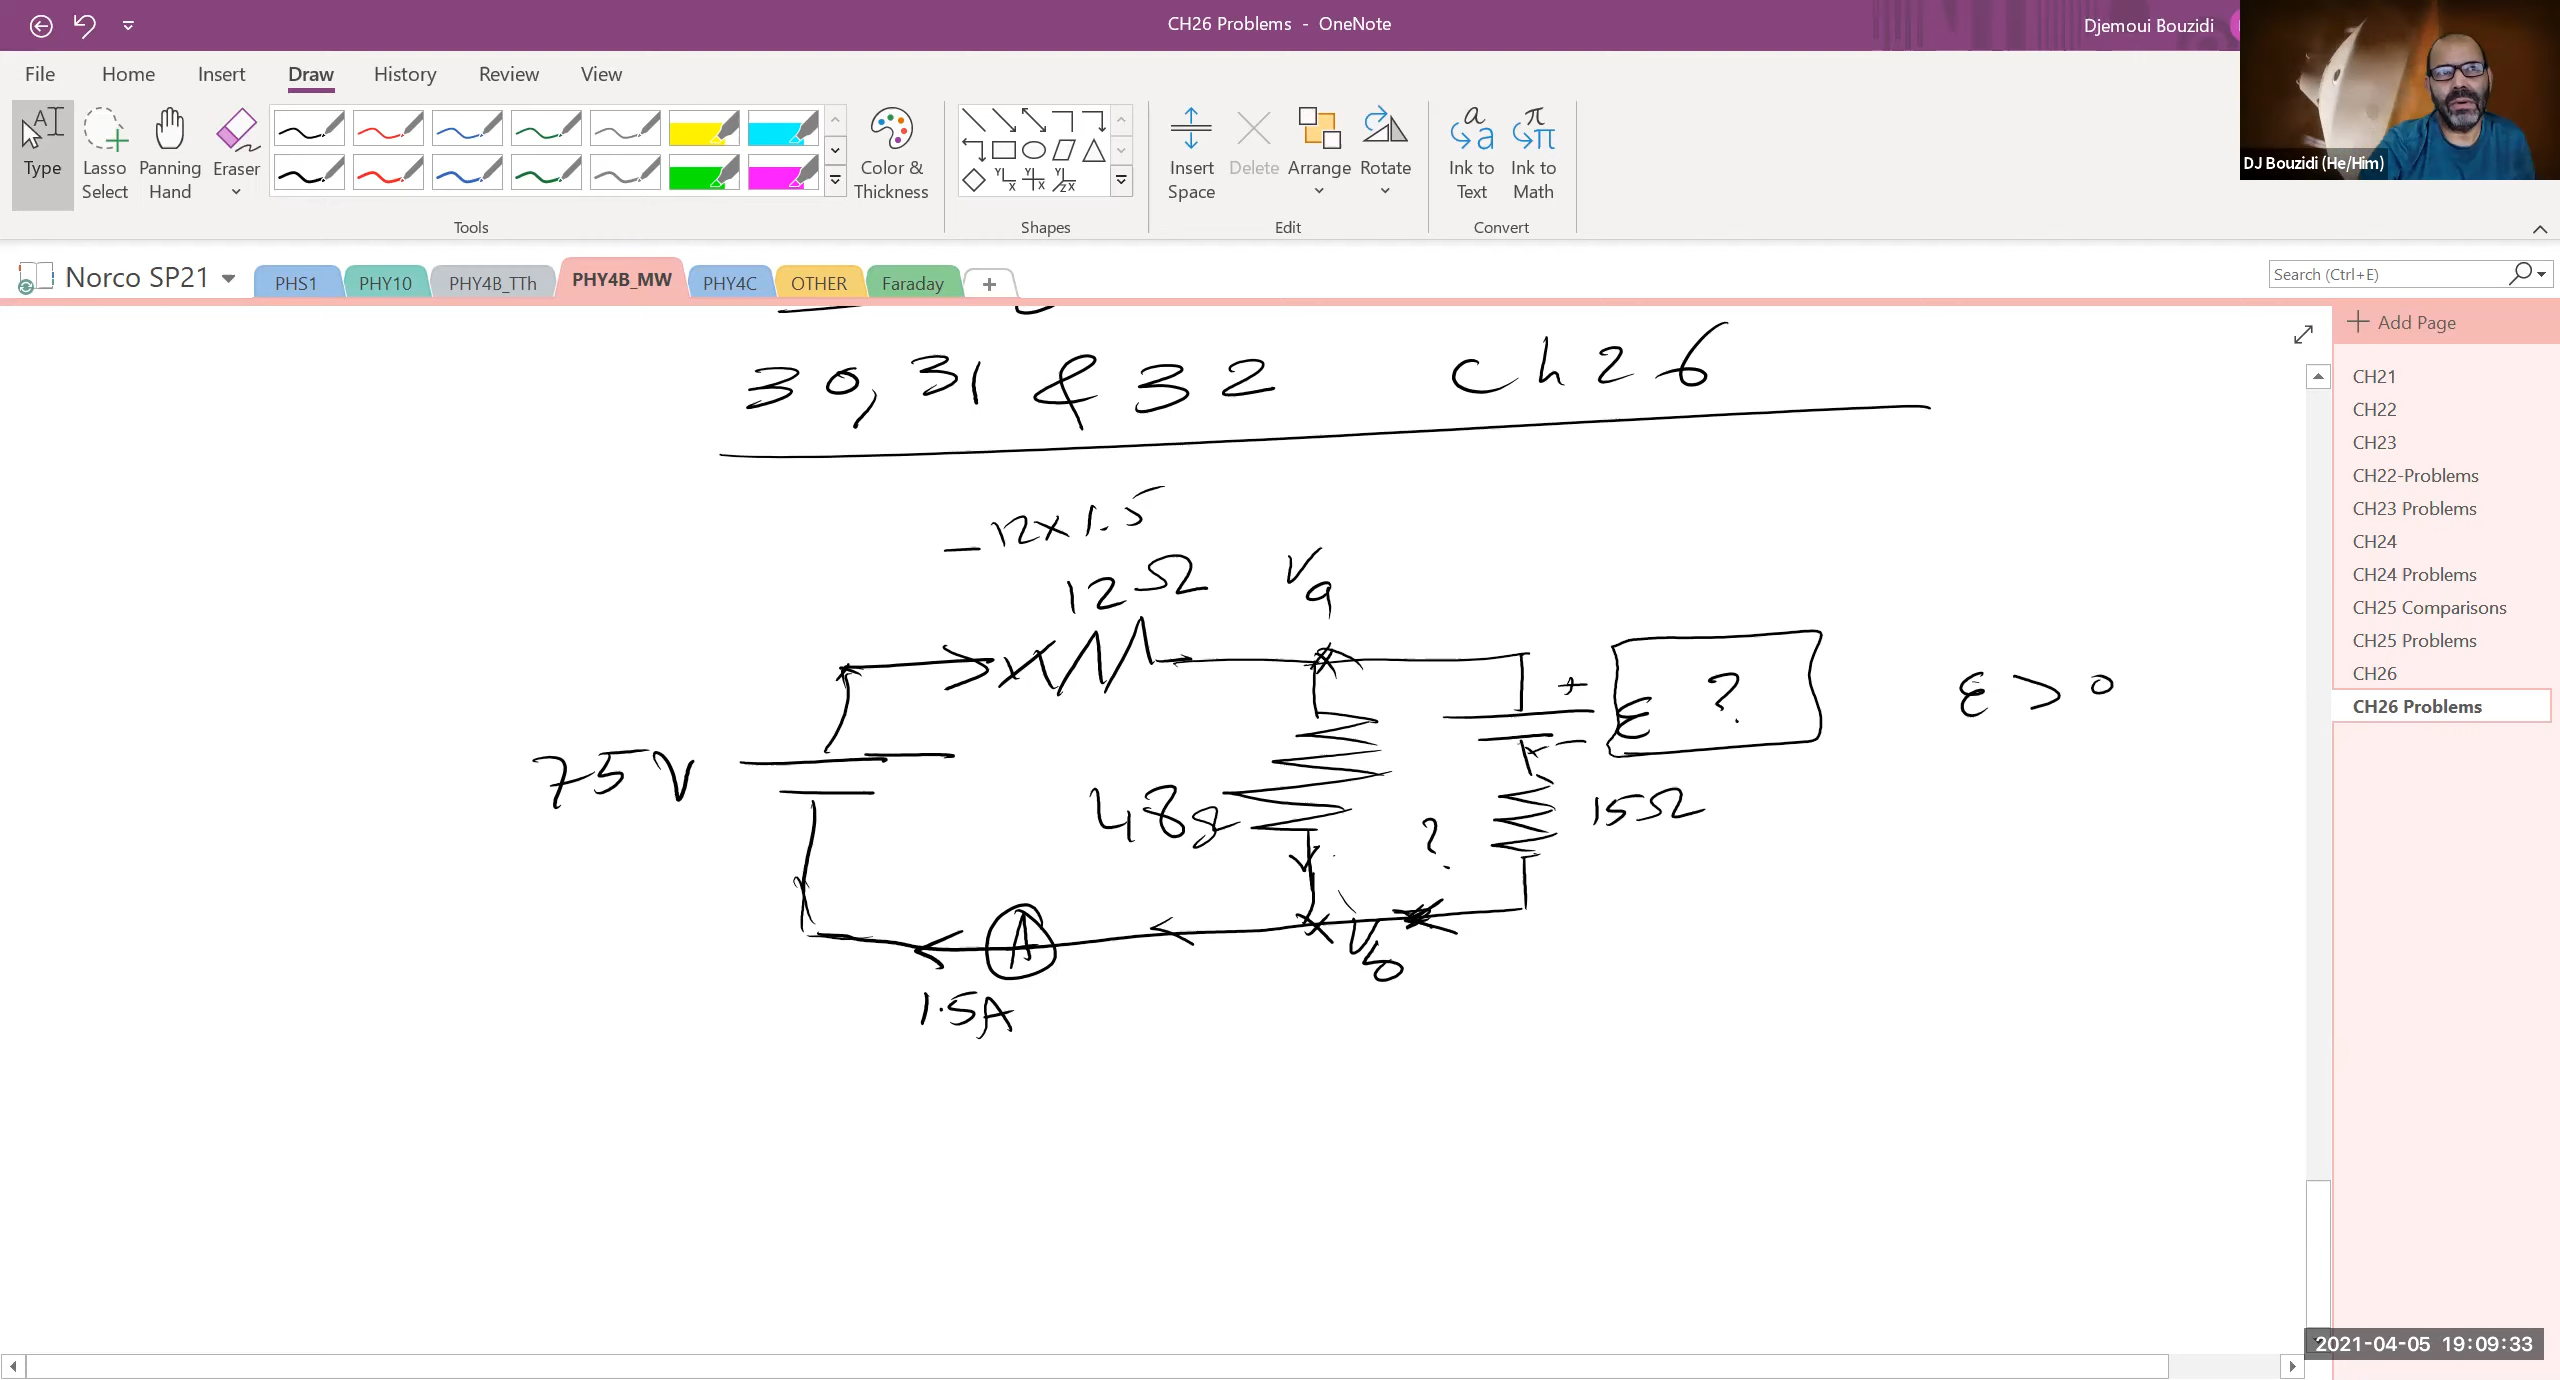 CH26 Problems - OneNote
Djemoui Bouzidi
File Home Insert Draw History Review View
Type
Lasso Select
Panning Hand
Eraser
Color & Thickness
Insert Space
Delete
Arrange
Rotate
Ink to Text
Ink to Math
Tools
Shapes
Edit
Convert
DJ Bouzidi (He/Him)
Norco SP21
PHS1
PHY10
PHY4B_TTh
PHY4B_MW
PHY4C
OTHER
Faraday
Search (Ctrl+E)
Add Page
CH21
CH22
CH23
CH22-Problems
CH23 Problems
CH24
CH24 Problems
CH25 Comparisons
CH25 Problems
CH26
CH26 Problems
30, 31 & 32 ch 26
-12x1.5
12Ω
Va
+
ε ?
ε > 0
75V
-
48Ω
?
15Ω
Vb
A
1.5A
2021-04-05 19:09:33